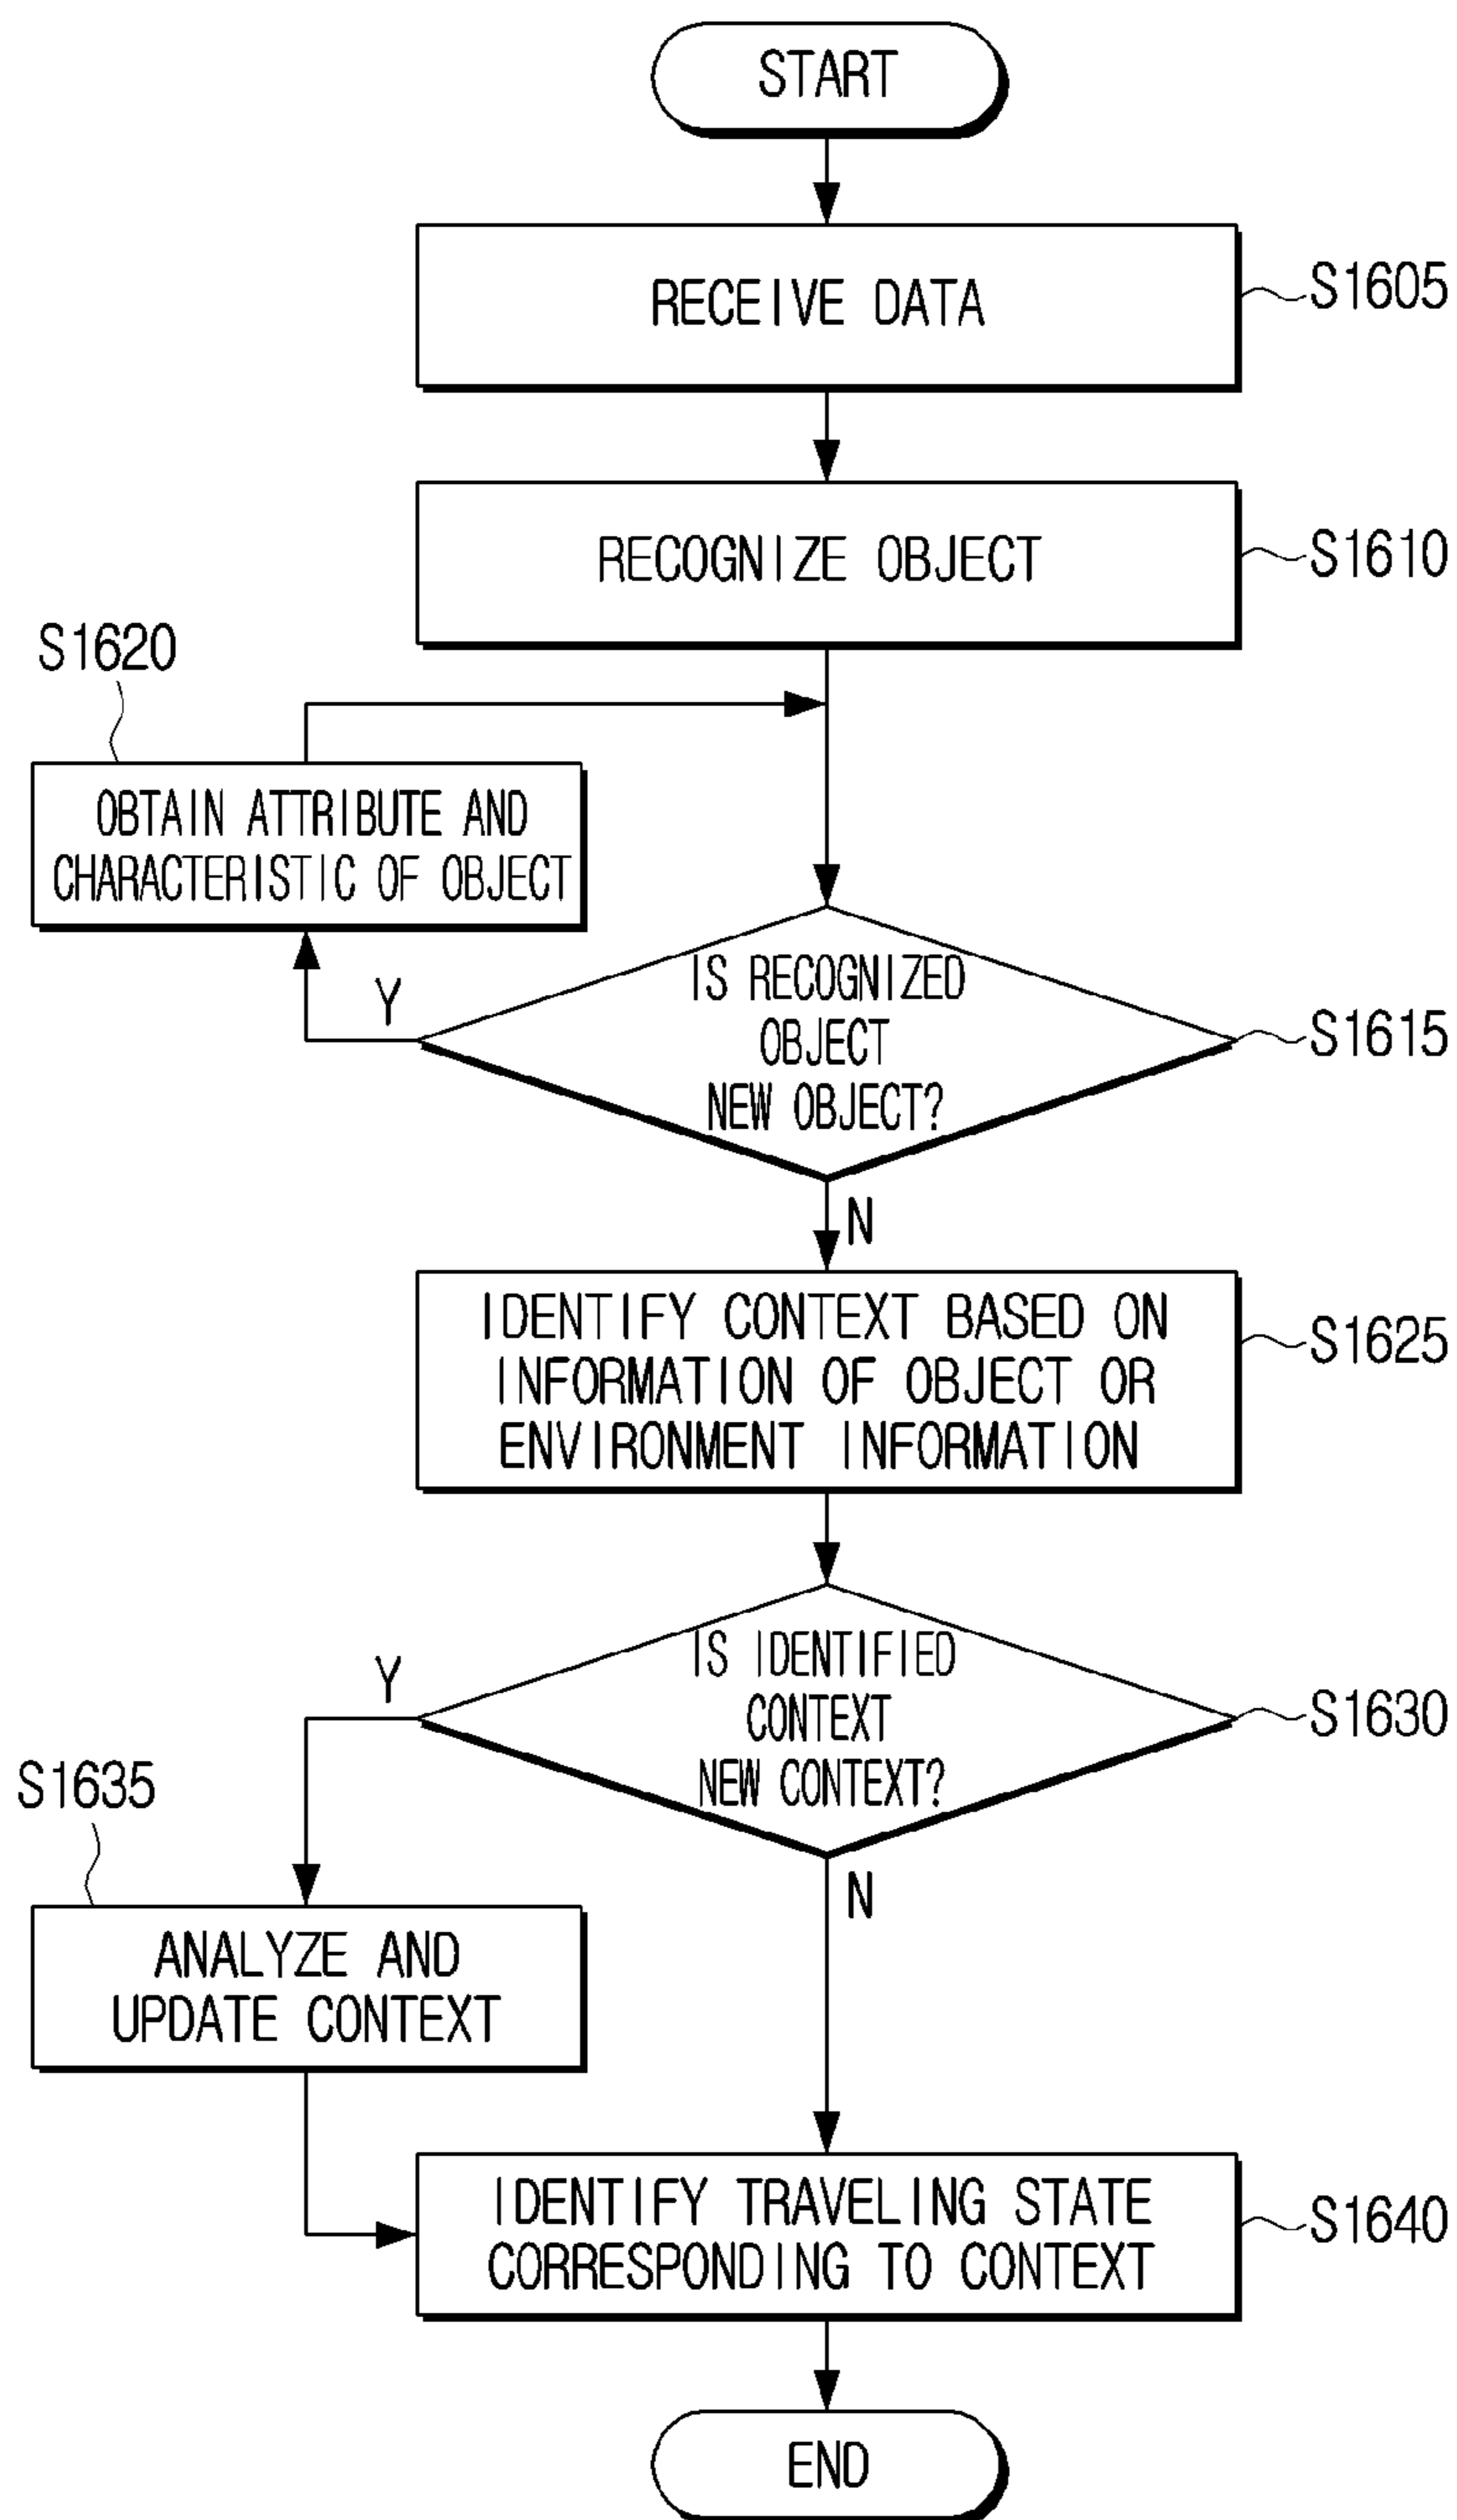 START
RECEIVE DATA
S1605
RECOGNIZE OBJECT
S1610
S1620
OBTAIN ATTRIBUTE AND
CHARACTERISTIC OF OBJECT
Y
IS RECOGNIZED
OBJECT
NEW OBJECT?
S1615
N
IDENTIFY CONTEXT BASED ON
INFORMATION OF OBJECT OR
ENVIRONMENT INFORMATION
S1625
Y
IS IDENTIFIED
CONTEXT
NEW CONTEXT?
S1630
S1635
N
ANALYZE AND
UPDATE CONTEXT
IDENTIFY TRAVELING STATE
CORRESPONDING TO CONTEXT
S1640
END